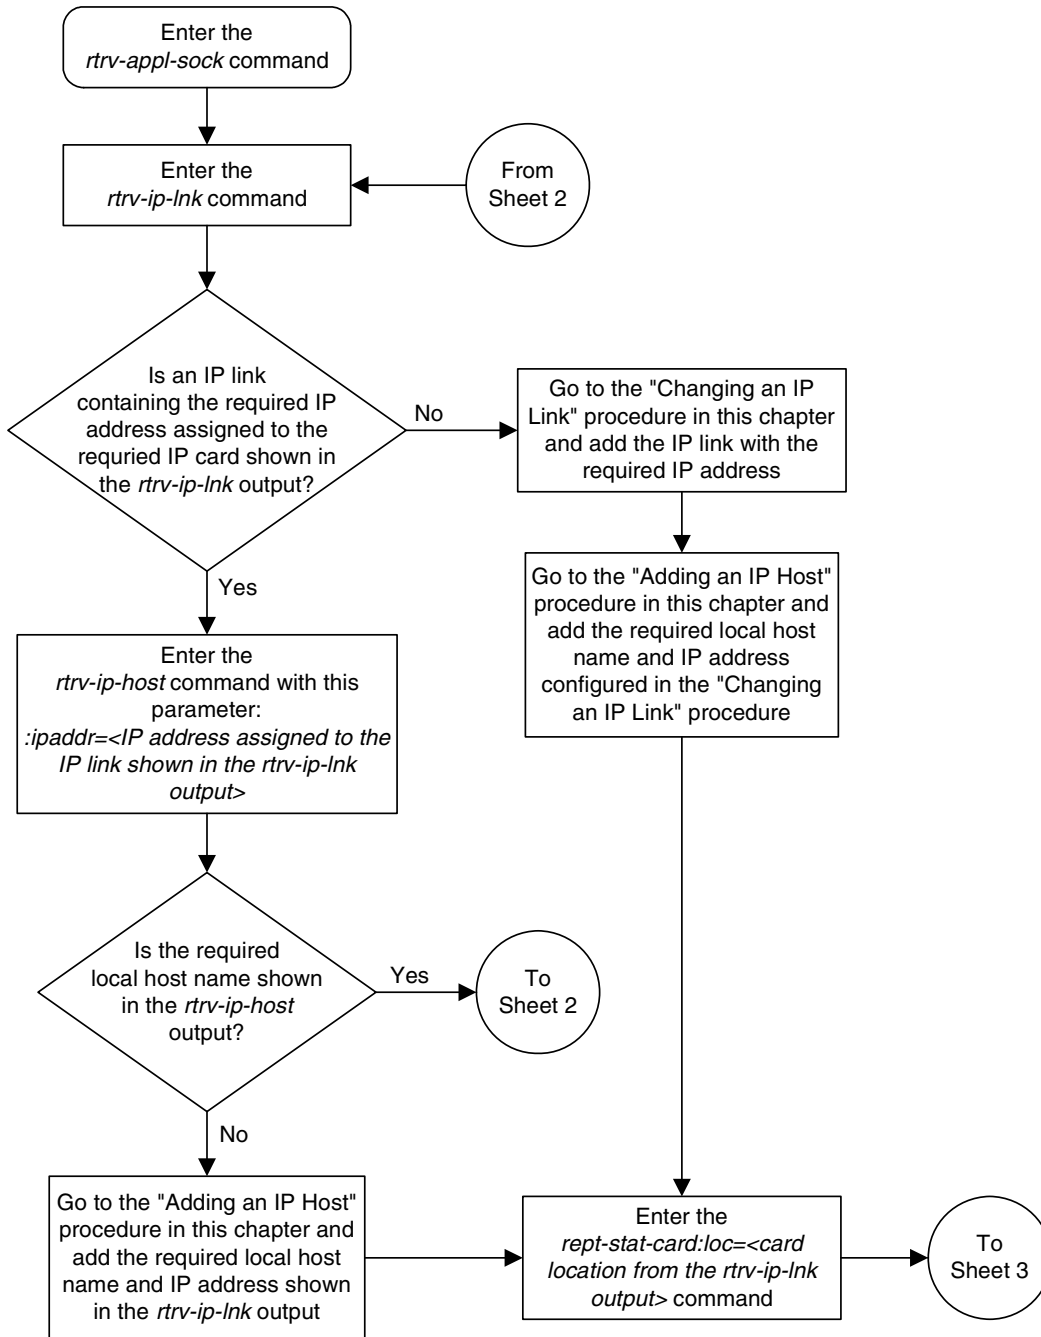 Enter the
rtrv-appl-sock command
Enter the
rtrv-ip-lnk command
From
Sheet 2
Is an IP link
containing the required IP
address assigned to the
requried IP card shown in
the rtrv-ip-lnk output?
No
Go to the "Changing an IP
Link" procedure in this chapter
and add the IP link with the
required IP address
Yes
Go to the "Adding an IP Host"
procedure in this chapter and
add the required local host
name and IP address
configured in the "Changing
an IP Link" procedure
Enter the
rtrv-ip-host command with this
parameter:
:ipaddr=<IP address assigned to the
IP link shown in the rtrv-ip-lnk
output>
Is the required
local host name shown
in the rtrv-ip-host
output?
Yes
To
Sheet 2
No
Go to the "Adding an IP Host"
procedure in this chapter and
add the required local host
name and IP address shown
in the rtrv-ip-lnk output
Enter the
rept-stat-card:loc=<card
location from the rtrv-ip-lnk
output> command
To
Sheet 3